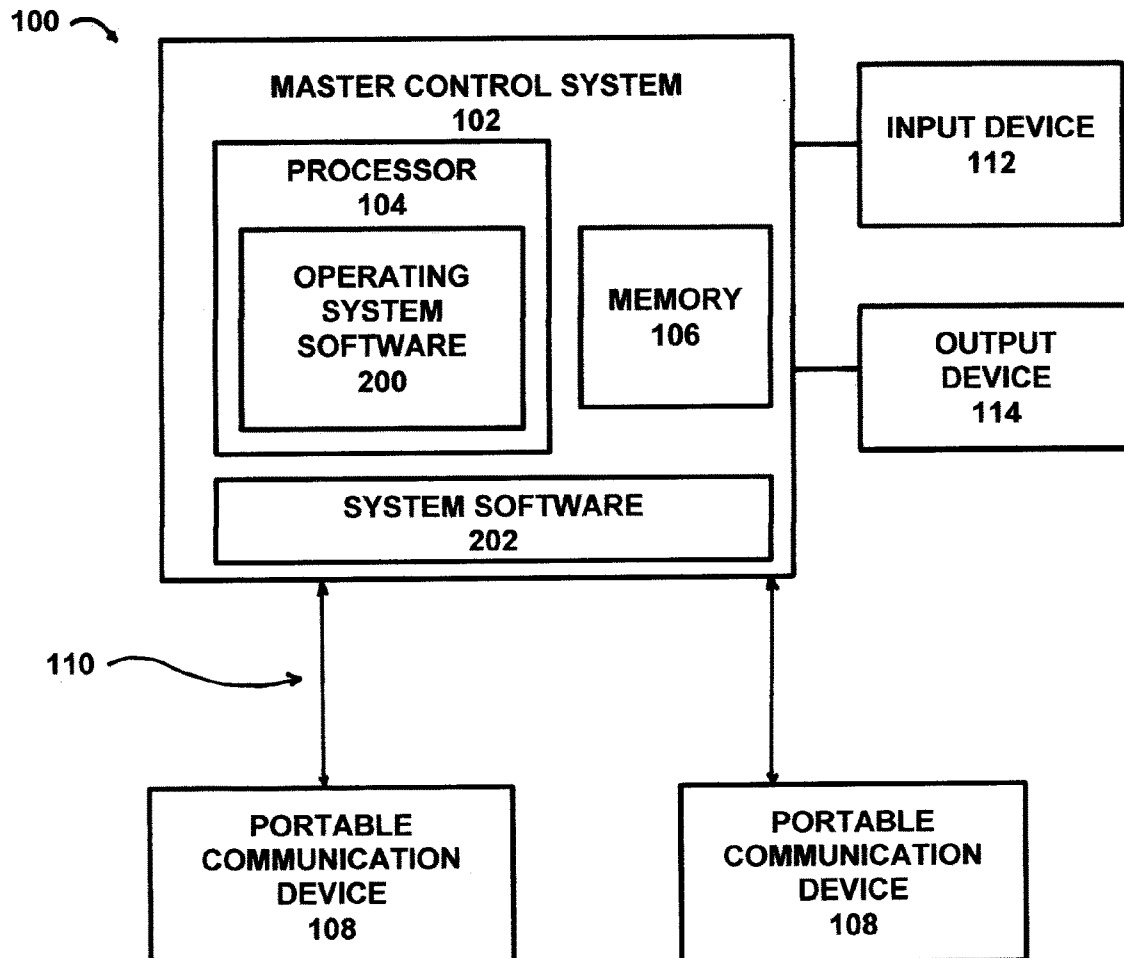 100
MASTER CONTROL SYSTEM
102
PROCESSOR
104
OPERATING
SYSTEM
SOFTWARE
200
MEMORY
106
SYSTEM SOFTWARE
202
INPUT DEVICE
112
OUTPUT
DEVICE
114
110
PORTABLE
COMMUNICATION
DEVICE
108
PORTABLE
COMMUNICATION
DEVICE
108